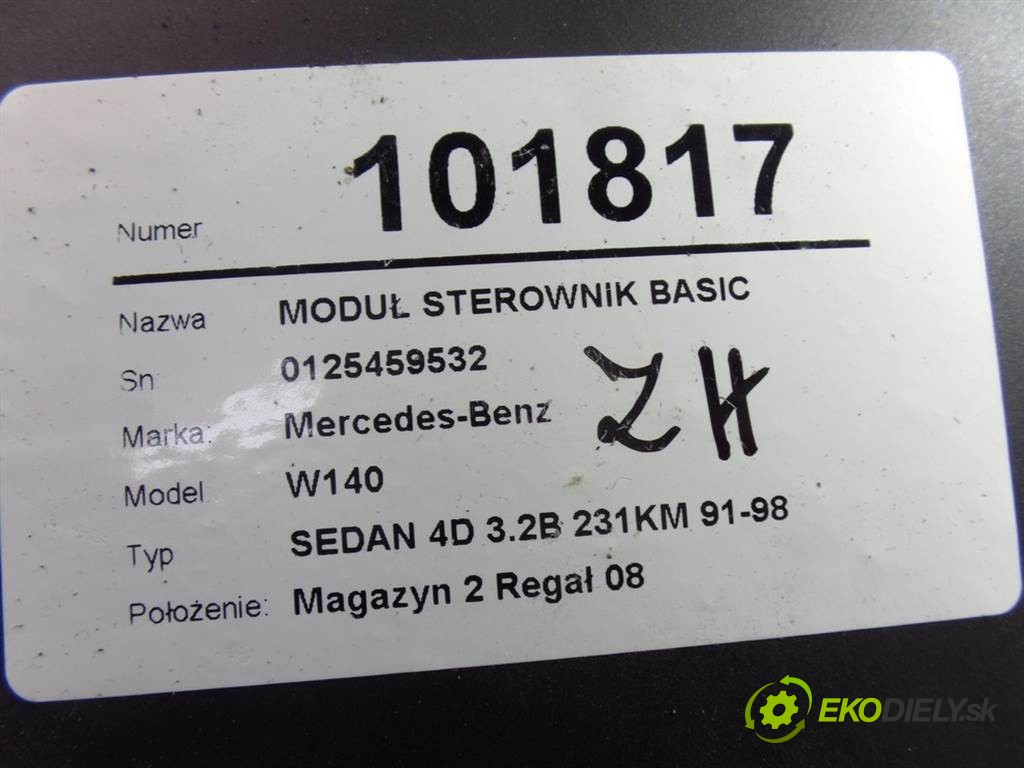 Numer 101817
Nazwa MODUŁ STEROWNiK BASIC
Sn 0125459532
Marka: Mercedes-Benz
Model W140
Typ SEDAN 4D 3.2B 231KM 91-98
Położenie: Magazyn 2 Regał 08
ZH
EKODIELY.sk